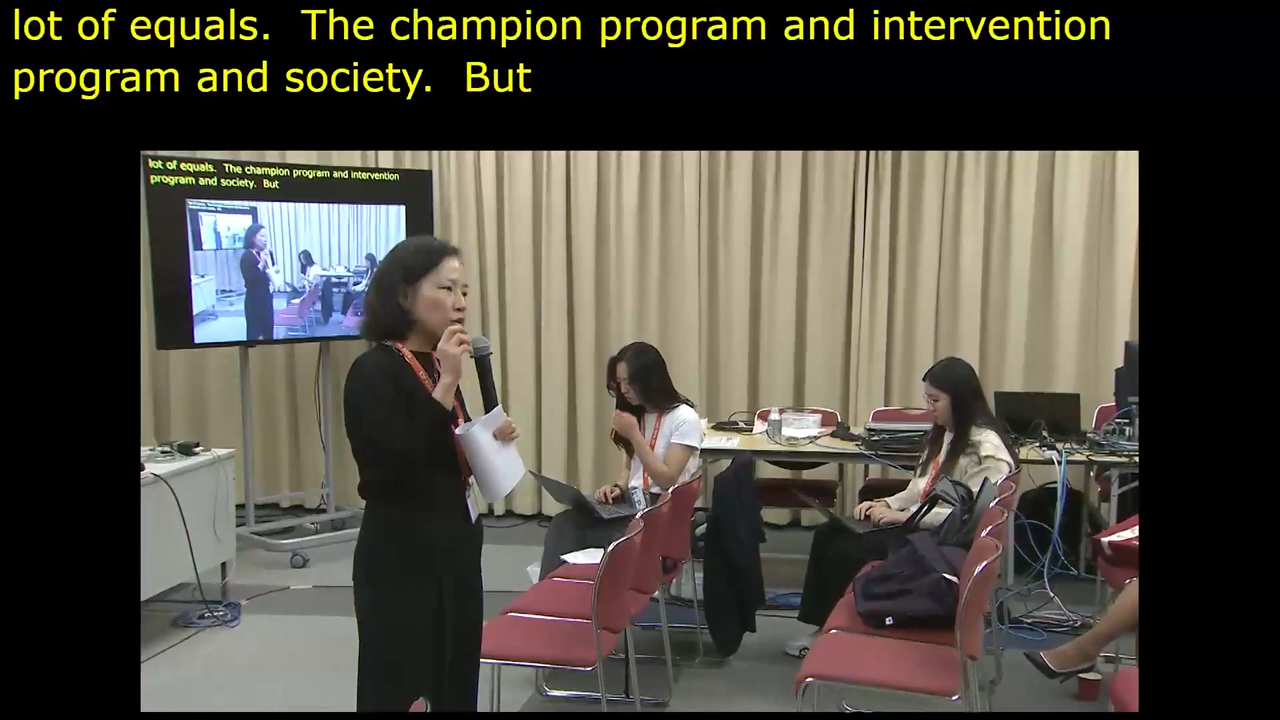 lot of equals.  The champion program and intervention
program and society.  But
lot of equals.  The champion program and intervention
program and society.  But